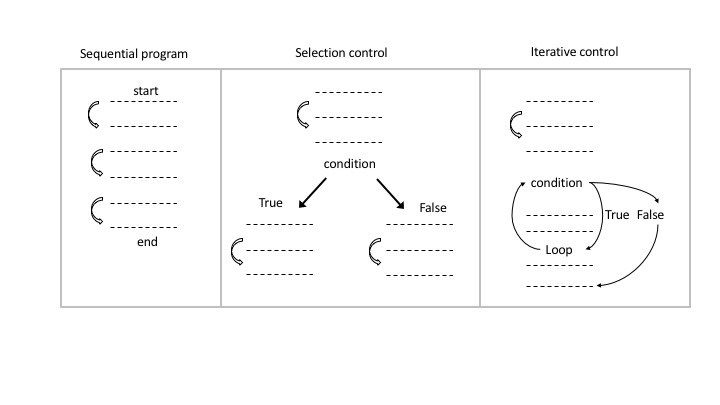 Sequential program
Selection control
Iterative control
start
end
condition
True
False
condition
True
False
Loop